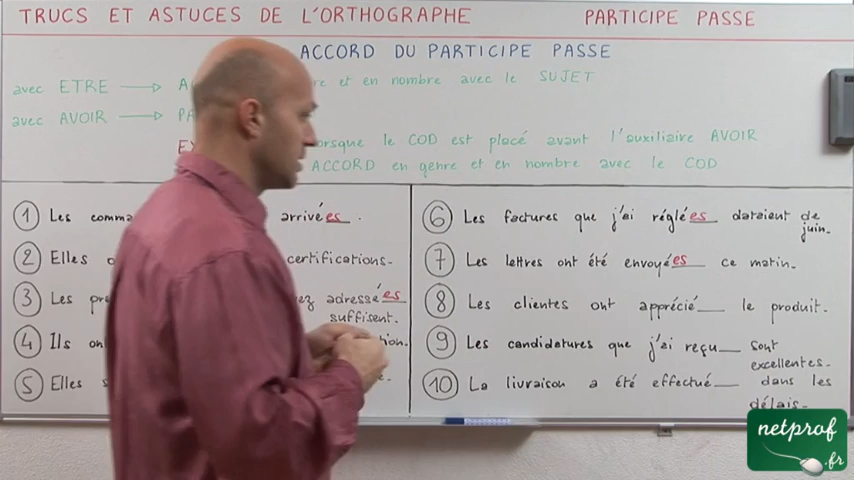 TRUCS ET ASTUCES DE L'ORTHOGRAPHE PARTICIPE PASSE
ACCORD DU PARTICIPE PASSE
avec ETRE → et en nombre avec le SUJET
avec AVOIR →
lorsque le COD est placé avant l'auxiliaire AVOIR
ACCORD en genre et en nombre avec le COD
1 Les arrivées.
2 Elles certifications.
3 Les adressées
suffisent.
4 Ils
5 Elles
6 Les factures que j'ai réglées dataient de
juin.
7 Les lettres ont été envoyées ce matin.
8 Les clientes ont apprécié__ le produit.
9 Les candidatures que j'ai reçu__ sont
excellentes.
10 La livraison a été effectué__ dans les
délais.
netprof
.fr